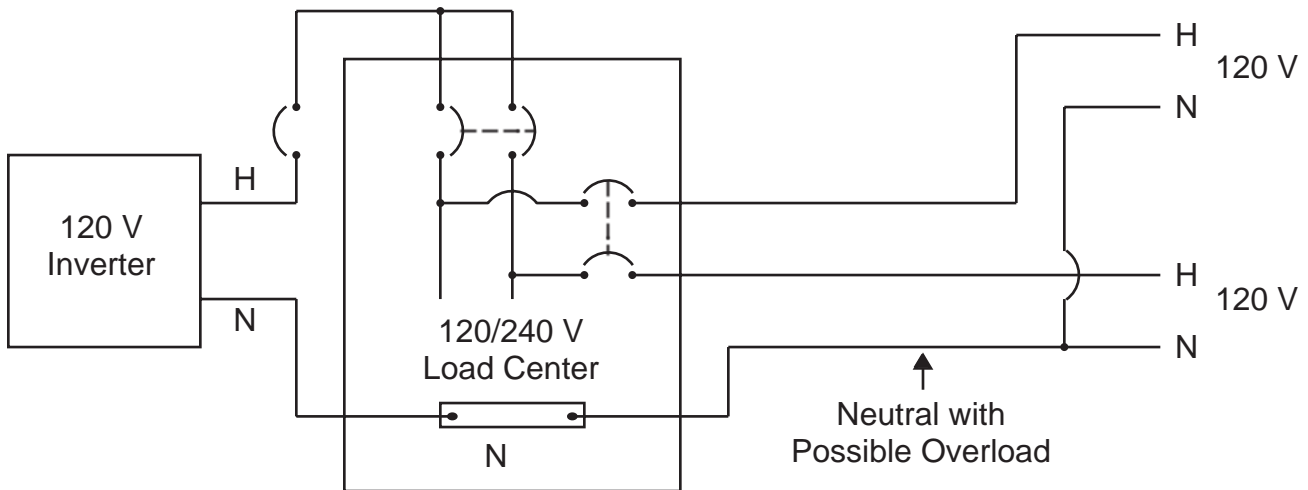 H
120 V
N
H
120 V
Inverter
N
H
120 V
N
120/240 V
Load Center
N
Neutral with
Possible Overload